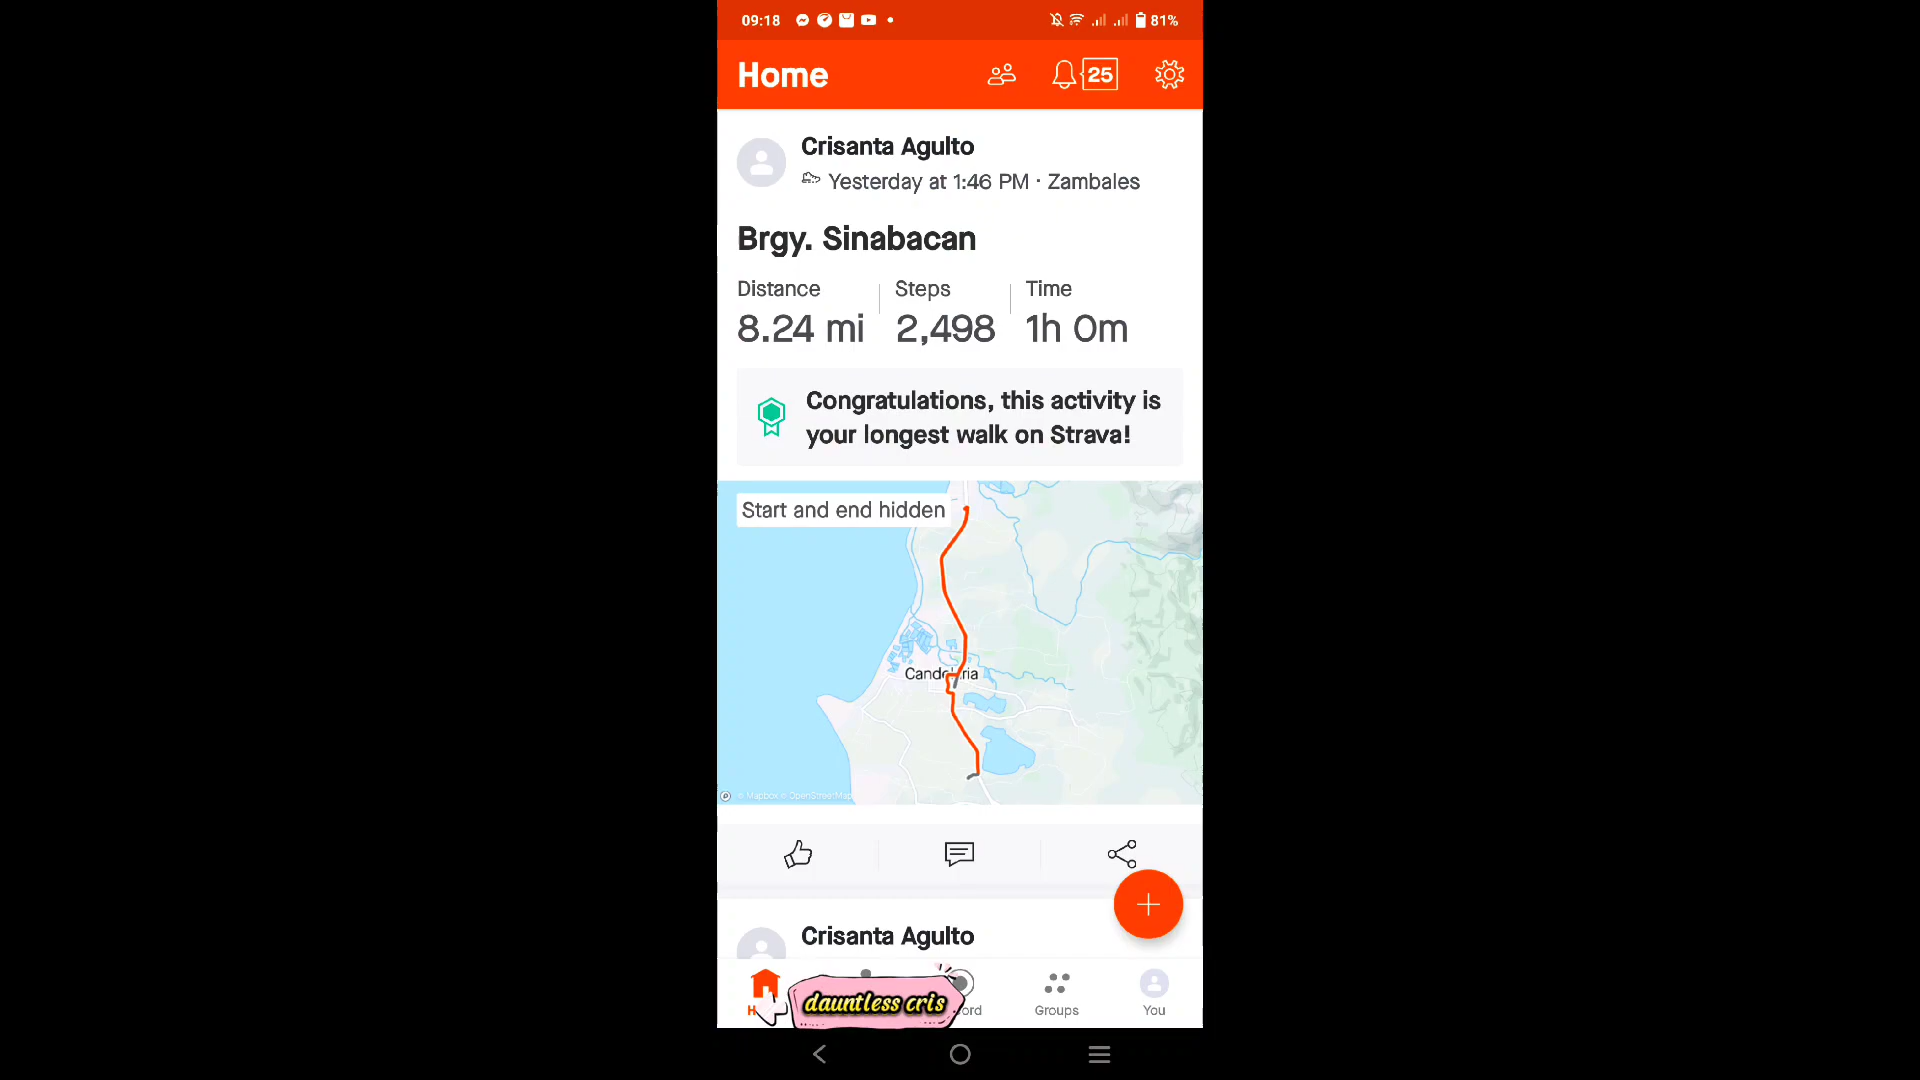 09:18
81%
Home
25
Crisanta Agulto
Yesterday at 1:46 PM · Zambales
Brgy. Sinabacan
Distance
Steps
Time
8.24 mi
2,498
1h 0m
Congratulations, this activity is
your longest walk on Strava!
Start and end hidden
© Mapbox © OpenStreetMap
Crisanta Agulto
dauntless cris
Groups
You